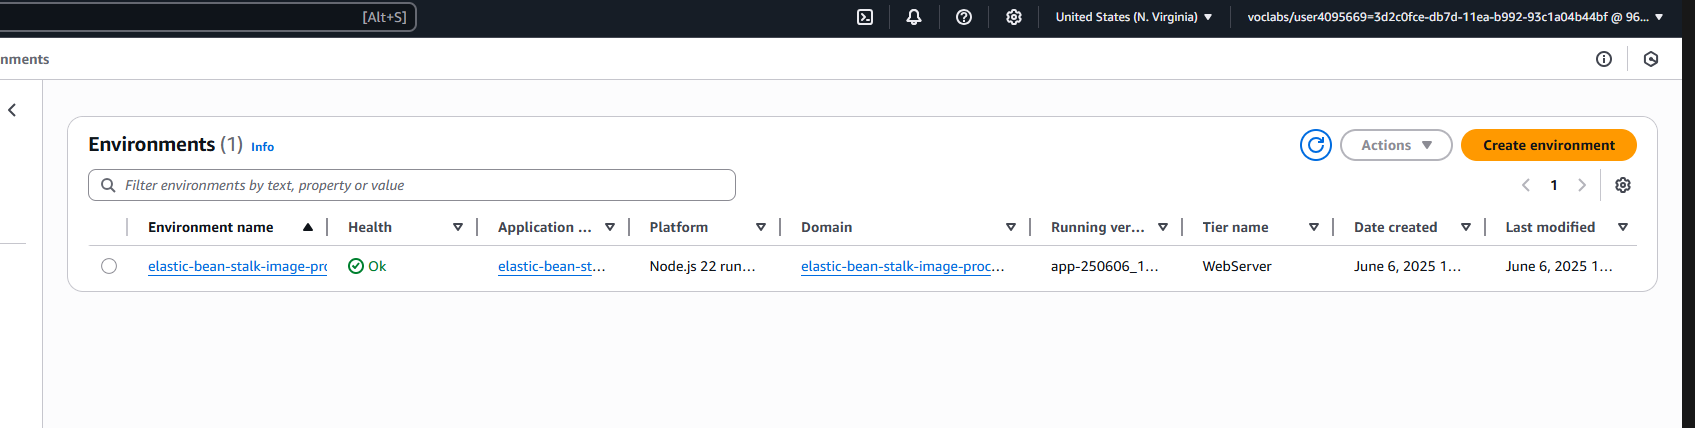 [Alt+S] United States (N. Virginia) voclabs/user4095669=3d2c0fce-db7d-11ea-b992-93c1a04b44bf @ 96...
nments
Environments (1) Info Actions Create environment
Filter environments by text, property or value 1
Environment name Health Application ... Platform Domain Running ver... Tier name Date created Last modified
elastic-bean-stalk-image-pro Ok elastic-bean-st... Node.js 22 run... elastic-bean-stalk-image-proc... app-250606_1... WebServer June 6, 2025 1... June 6, 2025 1...